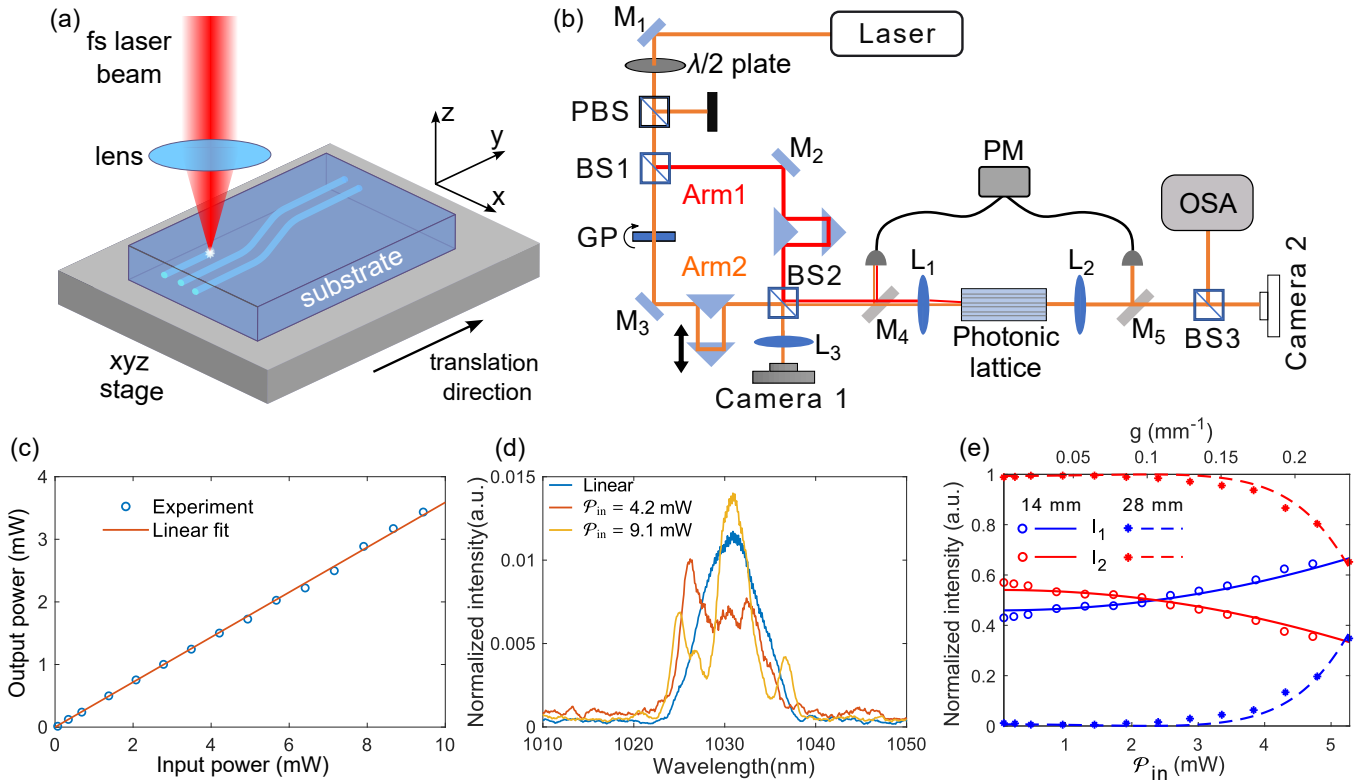 (a)
fs laser
beam
lens
z
y
x
substrate
xyz
stage
translation
direction
(b)
M1
Laser
λ/2 plate
PBS
BS1
M2
Arm1
PM
OSA
GP
Arm2
BS2
L1
L2
M3
M4
Photonic
lattice
M5
BS3
Camera 2
L3
Camera 1
(c)
Output power (mW)
4
3
2
1
0
Experiment
Linear fit
0 2 4 6 8 10
Input power (mW)
(d)
Normalized intensity(a.u.)
0.015
0.01
0.005
0
Linear
𝒫in = 4.2 mW
𝒫in = 9.1 mW
1010 1020 1030 1040 1050
Wavelength(nm)
(e)
g (mm-1)
0.05 0.1 0.15 0.2
Normalized intensity (a.u.)
1
0.8
0.6
0.4
0.2
0
14 mm 28 mm
I1
I2
1 2 3 4 5
𝒫in (mW)